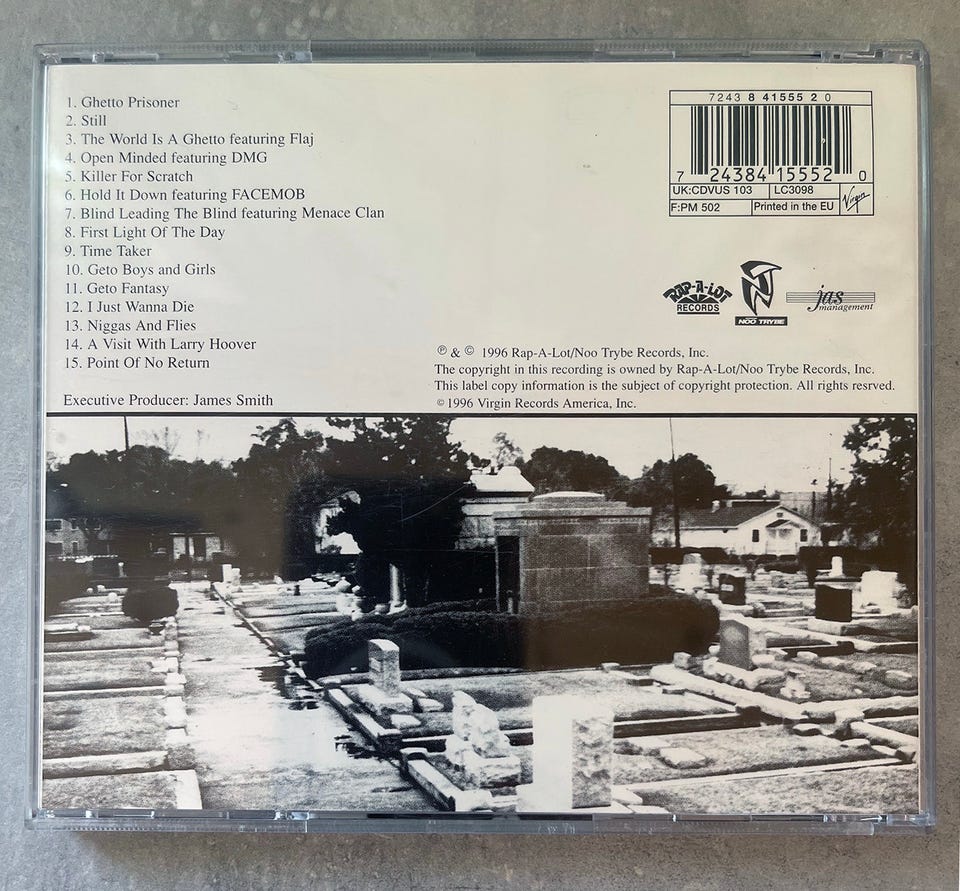 1. Ghetto Prisoner
2. Still
3. The World Is A Ghetto featuring Flaj
4. Open Minded featuring DMG
5. Killer For Scratch
6. Hold It Down featuring FACEMOB
7. Blind Leading The Blind featuring Menace Clan
8. First Light Of The Day
9. Time Taker
10. Geto Boys and Girls
11. Geto Fantasy
12. I Just Wanna Die
13. Niggas And Flies
14. A Visit With Larry Hoover
15. Point Of No Return
Executive Producer: James Smith
7243 8 41555 2 0
7 24384 15552 0
UK:CDVUS 103 LC3098
F:PM 502 Printed in the EU
Virgin
RAP-A-LOT
RECORDS
NOO TRYBE
jas
management
℗ & © 1996 Rap-A-Lot/Noo Trybe Records, Inc.
The copyright in this recording is owned by Rap-A-Lot/Noo Trybe Records, Inc.
This label copy information is the subject of copyright protection. All rights resrved.
© 1996 Virgin Records America, Inc.